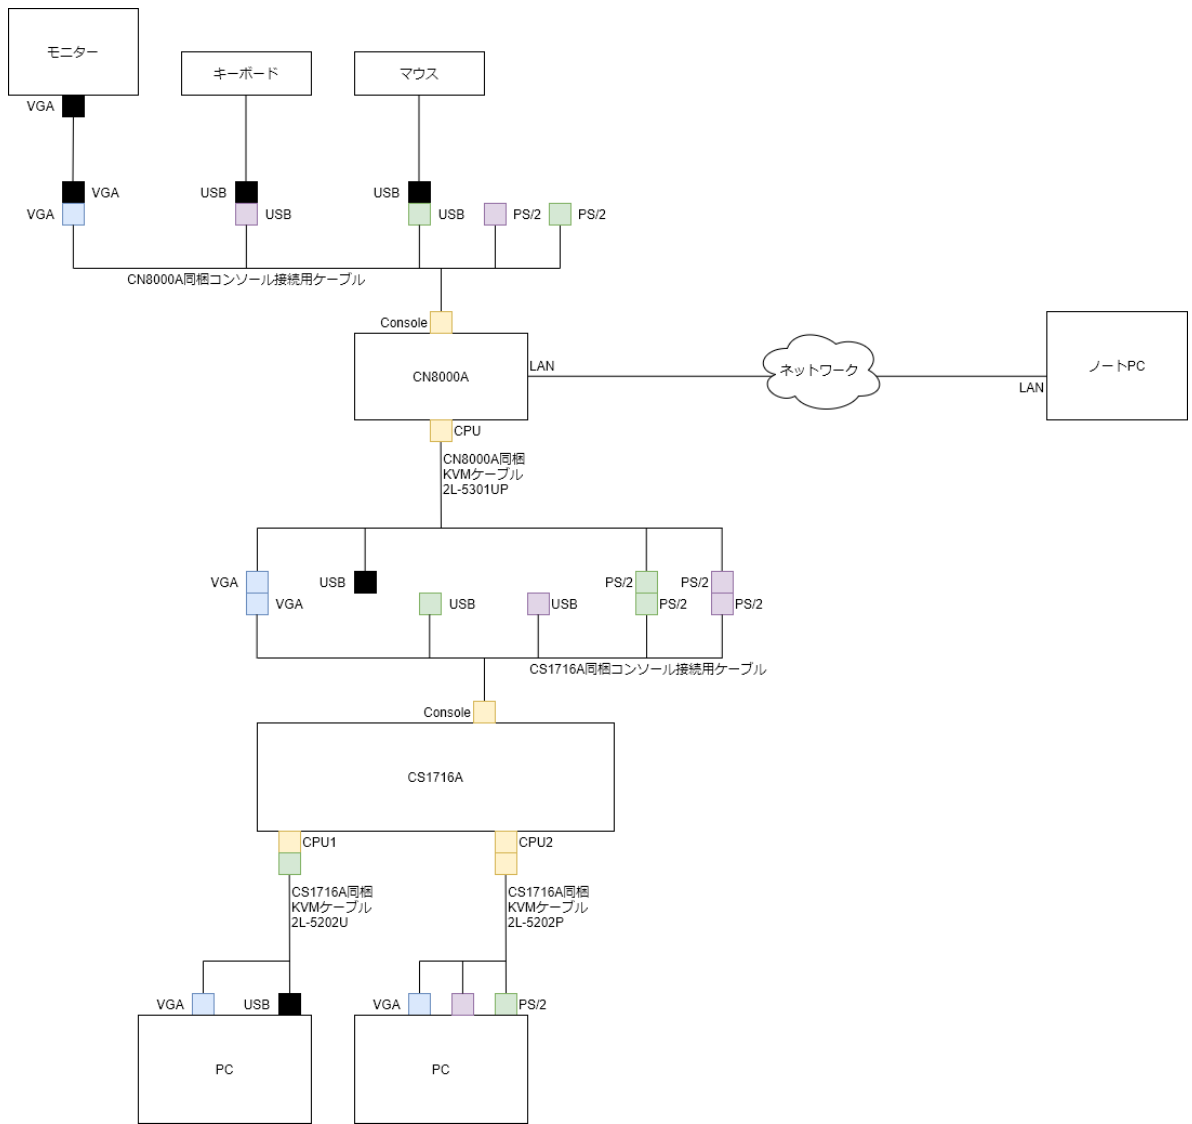 モニター
キーボード
マウス
VGA
VGA
USB
USB
VGA
USB
USB
PS/2
PS/2
CN8000A同梱コンソール接続用ケーブル
Console
CN8000A
LAN
ネットワーク
LAN
ノートPC
CPU
CN8000A同梱
KVMケーブル
2L-5301UP
VGA
USB
PS/2
PS/2
VGA
USB
USB
PS/2
PS/2
CS1716A同梱コンソール接続用ケーブル
Console
CS1716A
CPU1
CPU2
CS1716A同梱
KVMケーブル
2L-5202U
CS1716A同梱
KVMケーブル
2L-5202P
VGA
USB
VGA
PS/2
PC
PC